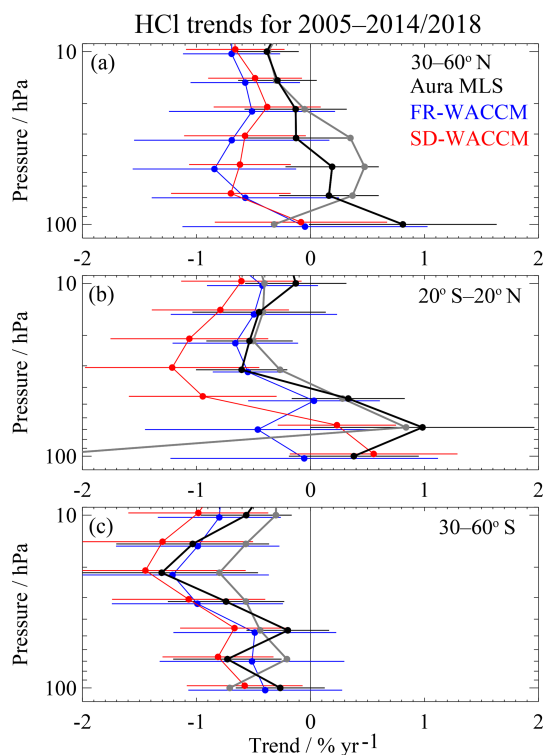 HCl trends for 2005–2014/2018
(a)
30–60° N
Aura MLS
FR-WACCM
SD-WACCM
Pressure / hPa
10
100
-2 -1 0 1 2
(b)
20° S–20° N
Pressure / hPa
10
100
-2 -1 0 1 2
(c)
30–60° S
Pressure / hPa
10
100
-2 -1 0 1 2
Trend / % yr⁻¹